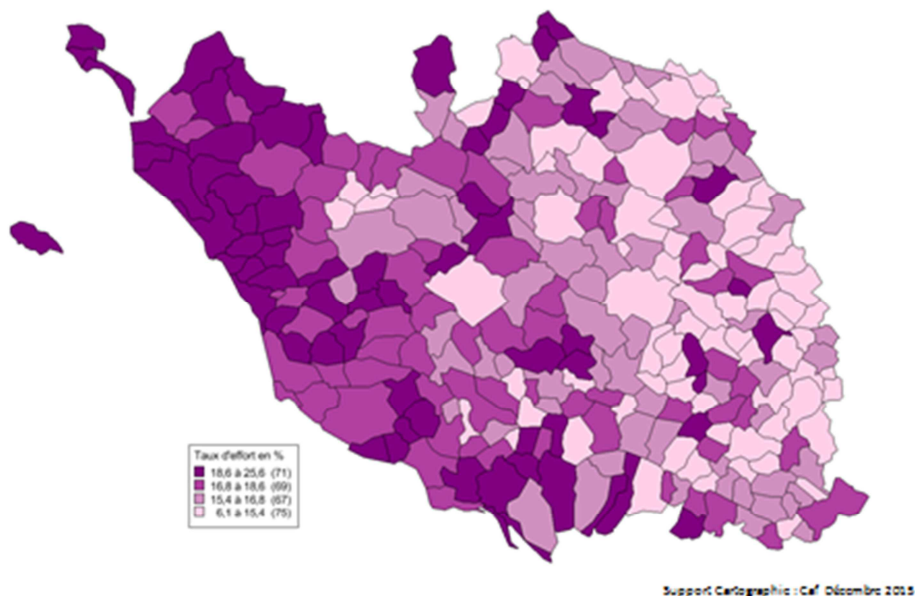 Taux d'effort en %
18,6 à 25,6 (71)
16,8 à 18,6 (69)
15,4 à 16,8 (67)
6,1 à 15,4 (75)
Support Cartographie : Caf Décembre 2015